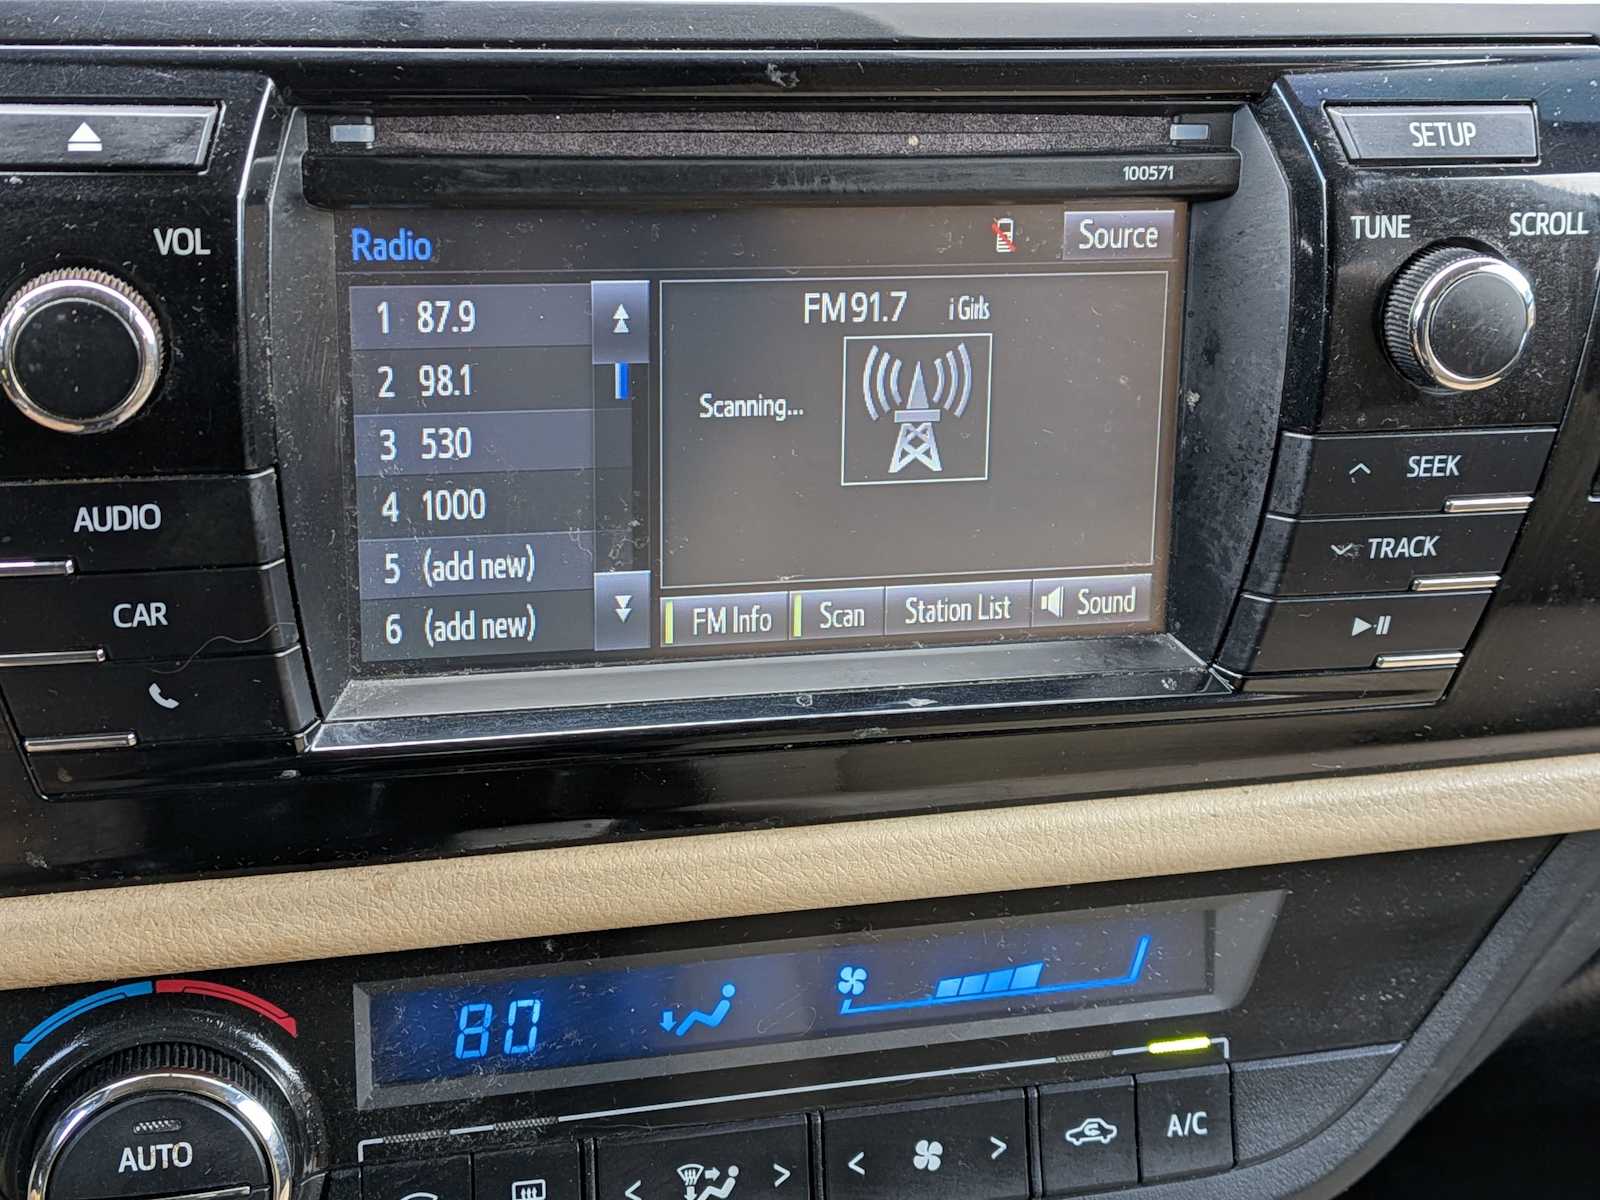 SETUP
100571
VOL
TUNE
SCROLL
Radio
Source
1 87.9
2 98.1
3 530
4 1000
5 (add new)
6 (add new)
FM 91.7 i Girls
Scanning...
FM Info
Scan
Station List
Sound
AUDIO
CAR
SEEK
TRACK
80
AUTO
A/C